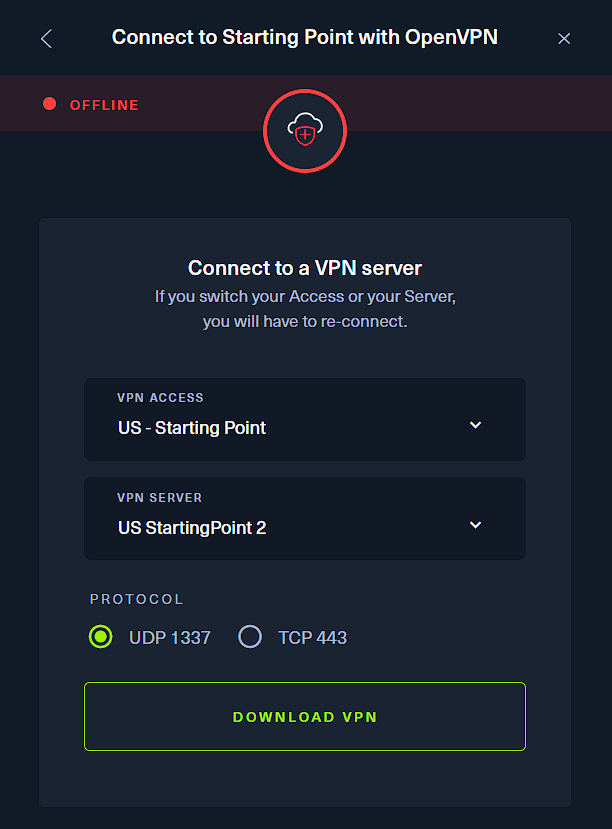 Connect to Starting Point with OpenVPN
OFFLINE
Connect to a VPN server
If you switch your Access or your Server,
you will have to re-connect.
VPN ACCESS
US - Starting Point
VPN SERVER
US StartingPoint 2
PROTOCOL
UDP 1337 TCP 443
DOWNLOAD VPN